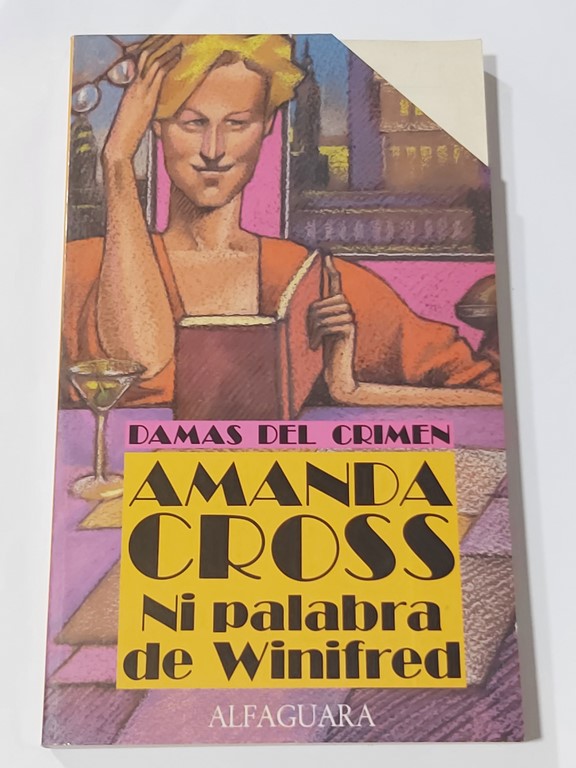 DAMAS DEL CRIMEN
AMANDA
CROSS
Ni palabra
de Winifred
ALFAGUARA